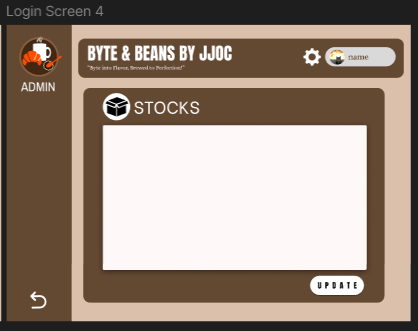 Login Screen 4
BYTE & BEANS BY JJOC
"Byte into Flavor, Brewed to Perfection!"
name
ADMIN
STOCKS
UPDATE